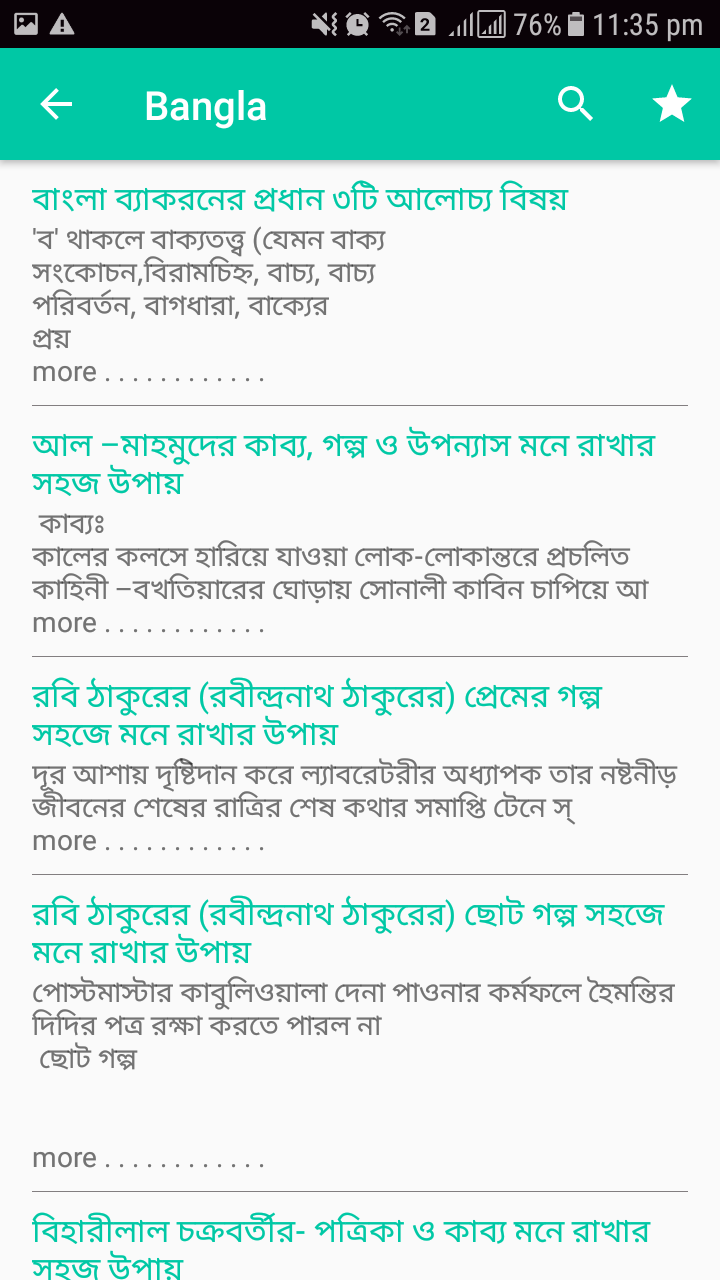 2 76% 11:35 pm
Bangla
বাংলা ব্যাকরনের প্রধান ৩টি আলোচ্য বিষয়
'ব' থাকলে বাক্যতত্ত্ব (যেমন বাক্য
সংকোচন,বিরামচিহ্ন, বাচ্য, বাচ্য
পরিবর্তন, বাগধারা, বাক্যের
প্রয়
more . . . . . . . . . . . .
আল –মাহমুদের কাব্য, গল্প ও উপন্যাস মনে রাখার
সহজ উপায়
কাব্যঃ
কালের কলসে হারিয়ে যাওয়া লোক-লোকান্তরে প্রচলিত
কাহিনী –বখতিয়ারের ঘোড়ায় সোনালী কাবিন চাপিয়ে আ
more . . . . . . . . . . . .
রবি ঠাকুরের (রবীন্দ্রনাথ ঠাকুরের) প্রেমের গল্প
সহজে মনে রাখার উপায়
দূর আশায় দৃষ্টিদান করে ল্যাবরেটরীর অধ্যাপক তার নষ্টনীড়
জীবনের শেষের রাত্রির শেষ কথার সমাপ্তি টেনে স্
more . . . . . . . . . . . .
রবি ঠাকুরের (রবীন্দ্রনাথ ঠাকুরের) ছোট গল্প সহজে
মনে রাখার উপায়
পোস্টমাস্টার কাবুলিওয়ালা দেনা পাওনার কর্মফলে হৈমন্তির
দিদির পত্র রক্ষা করতে পারল না
ছোট গল্প
more . . . . . . . . . . . .
বিহারীলাল চক্রবর্তীর- পত্রিকা ও কাব্য মনে রাখার
সহজ উপায়